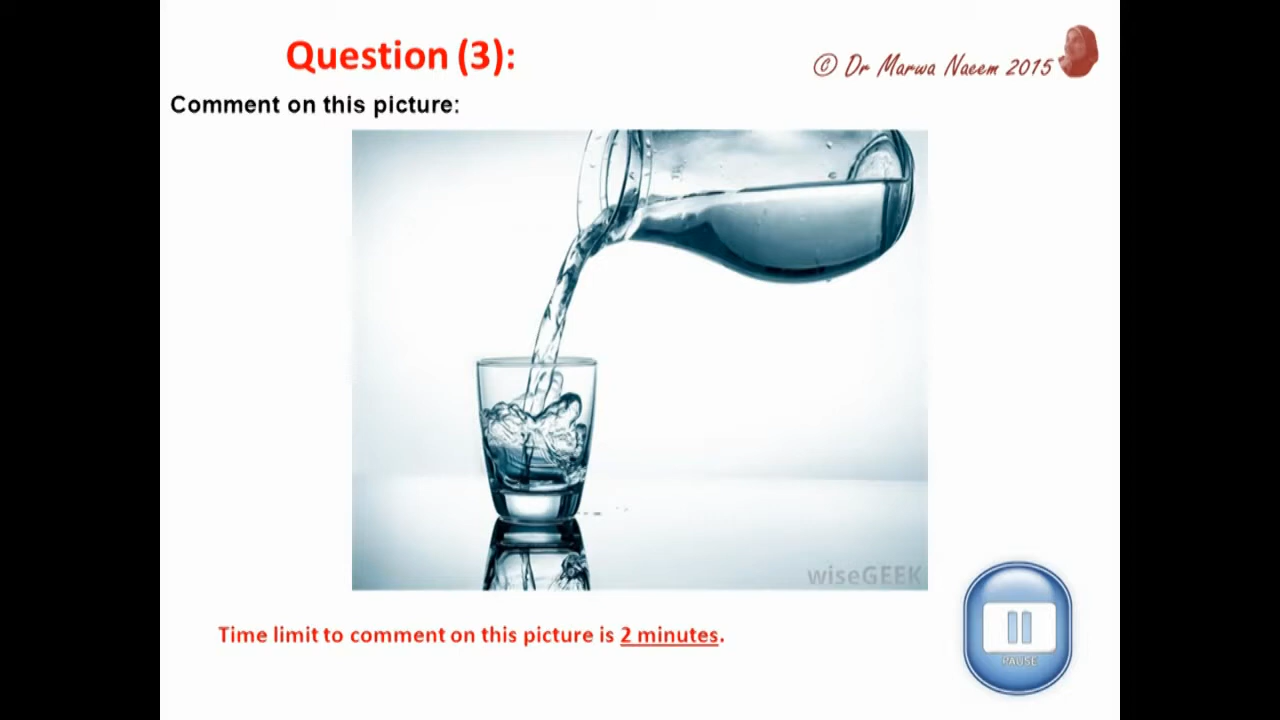 Question (3):
© Dr Marwa Naeem 2015
Comment on this picture:
wiseGEEK
Time limit to comment on this picture is 2 minutes.
PAUSE